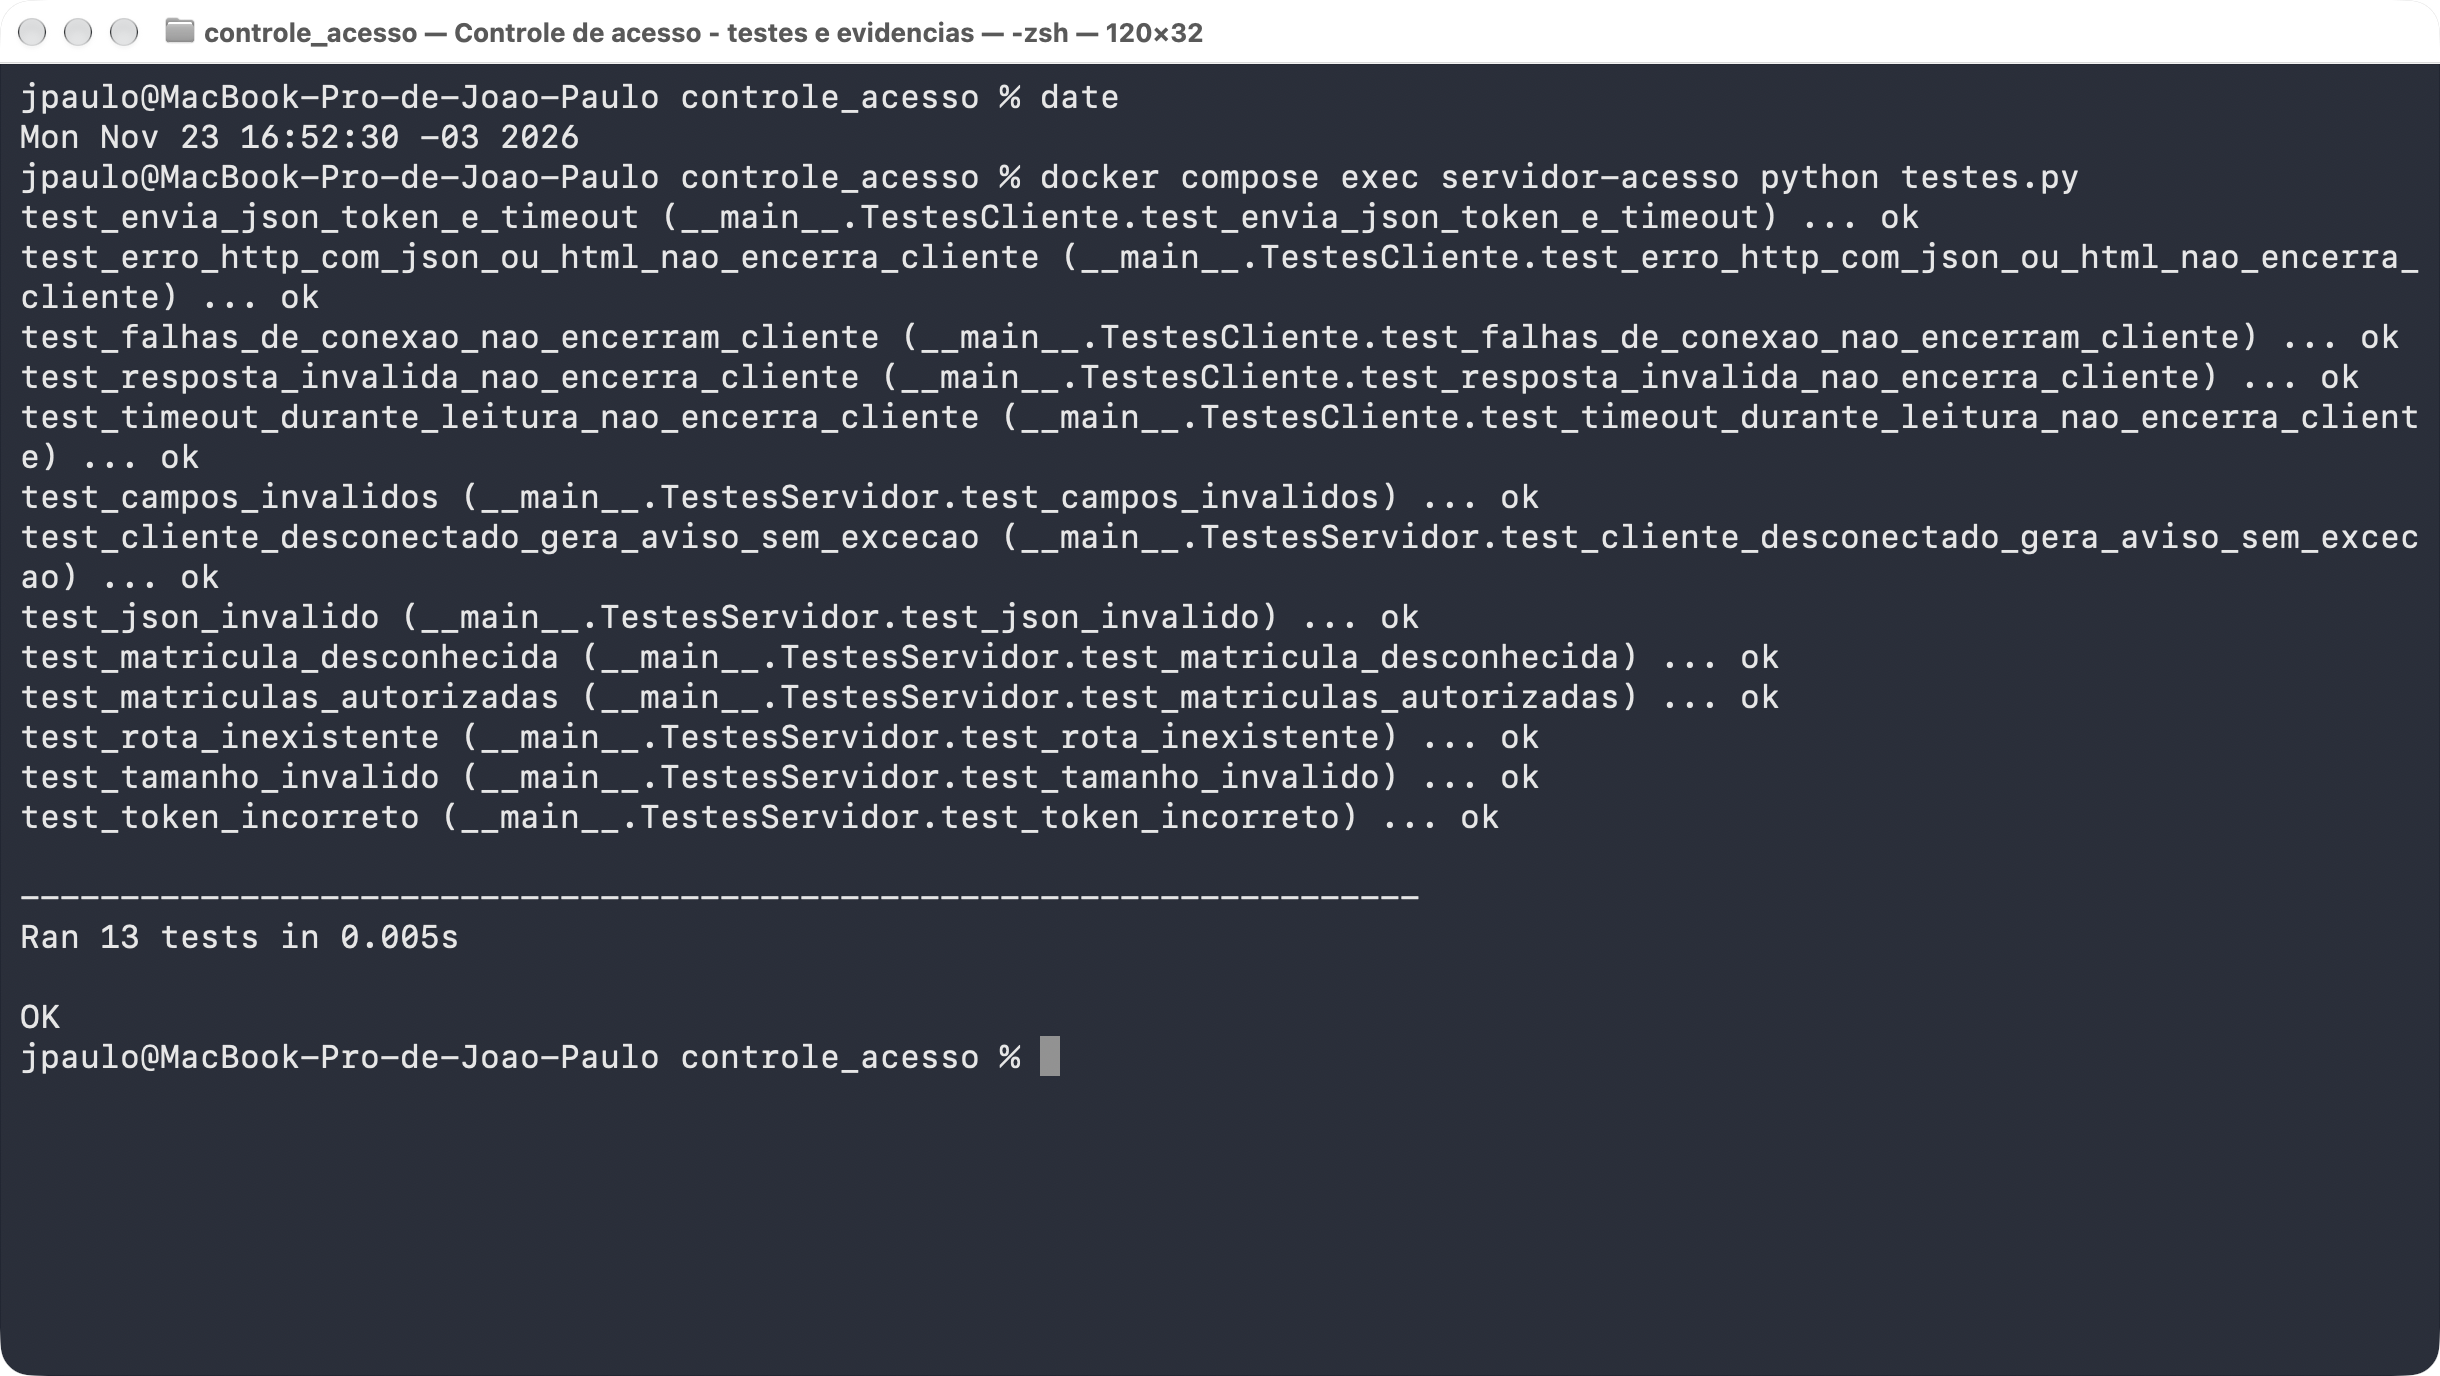 controle_acesso — Controle de acesso - testes e evidencias — -zsh — 120×32
jpaulo@MacBook-Pro-de-Joao-Paulo controle_acesso % date
Mon Nov 23 16:52:30 -03 2026
jpaulo@MacBook-Pro-de-Joao-Paulo controle_acesso % docker compose exec servidor-acesso python testes.py
test_envia_json_token_e_timeout (__main__.TestesCliente.test_envia_json_token_e_timeout) ... ok
test_erro_http_com_json_ou_html_nao_encerra_cliente (__main__.TestesCliente.test_erro_http_com_json_ou_html_nao_encerra_
cliente) ... ok
test_falhas_de_conexao_nao_encerram_cliente (__main__.TestesCliente.test_falhas_de_conexao_nao_encerram_cliente) ... ok
test_resposta_invalida_nao_encerra_cliente (__main__.TestesCliente.test_resposta_invalida_nao_encerra_cliente) ... ok
test_timeout_durante_leitura_nao_encerra_cliente (__main__.TestesCliente.test_timeout_durante_leitura_nao_encerra_client
e) ... ok
test_campos_invalidos (__main__.TestesServidor.test_campos_invalidos) ... ok
test_cliente_desconectado_gera_aviso_sem_excecao (__main__.TestesServidor.test_cliente_desconectado_gera_aviso_sem_excec
ao) ... ok
test_json_invalido (__main__.TestesServidor.test_json_invalido) ... ok
test_matricula_desconhecida (__main__.TestesServidor.test_matricula_desconhecida) ... ok
test_matriculas_autorizadas (__main__.TestesServidor.test_matriculas_autorizadas) ... ok
test_rota_inexistente (__main__.TestesServidor.test_rota_inexistente) ... ok
test_tamanho_invalido (__main__.TestesServidor.test_tamanho_invalido) ... ok
test_token_incorreto (__main__.TestesServidor.test_token_incorreto) ... ok
----------------------------------------------------------------------
Ran 13 tests in 0.005s
OK
jpaulo@MacBook-Pro-de-Joao-Paulo controle_acesso %